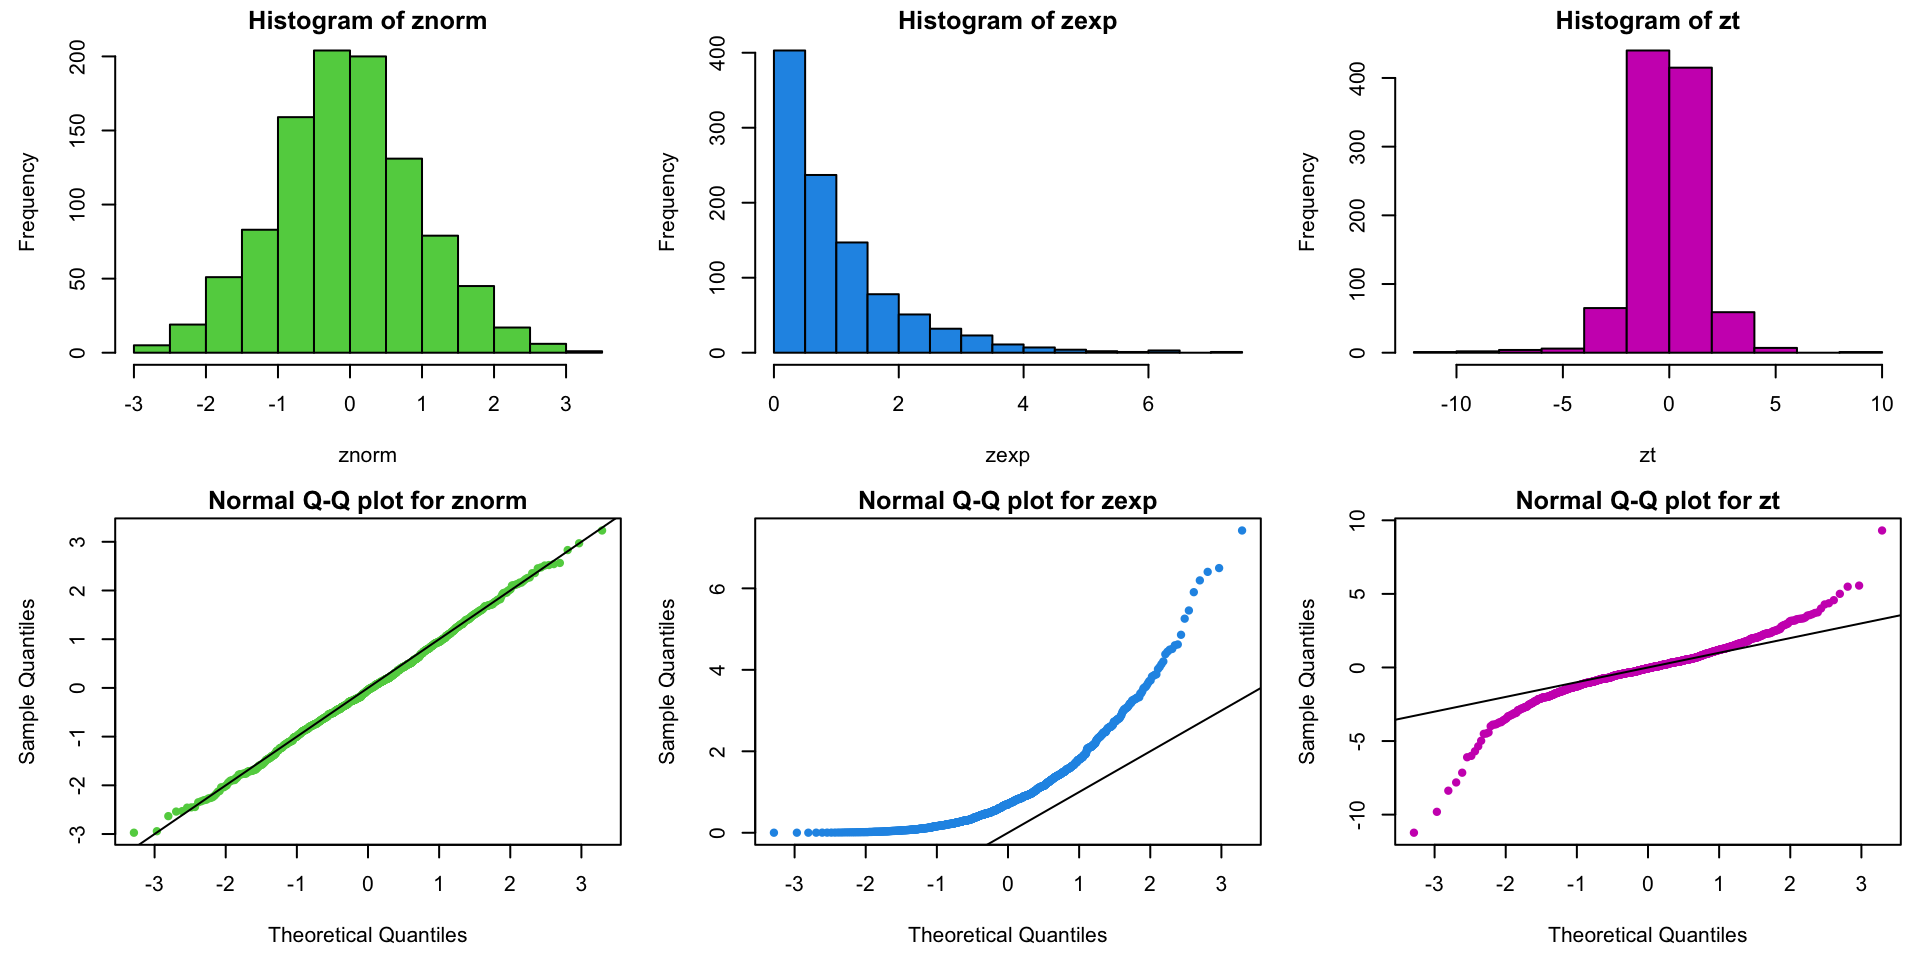 Histogram of znorm
Frequency
0 50 100 150 200
-3 -2 -1 0 1 2 3
znorm
Histogram of zexp
Frequency
0 100 200 300 400
0 2 4 6
zexp
Histogram of zt
Frequency
0 100 200 300 400
-10 -5 0 5 10
zt
Normal Q-Q plot for znorm
Sample Quantiles
-3 -2 -1 0 1 2 3
-3 -2 -1 0 1 2 3
Theoretical Quantiles
Normal Q-Q plot for zexp
Sample Quantiles
0 2 4 6
-3 -2 -1 0 1 2 3
Theoretical Quantiles
Normal Q-Q plot for zt
Sample Quantiles
-10 -5 0 5 10
-3 -2 -1 0 1 2 3
Theoretical Quantiles